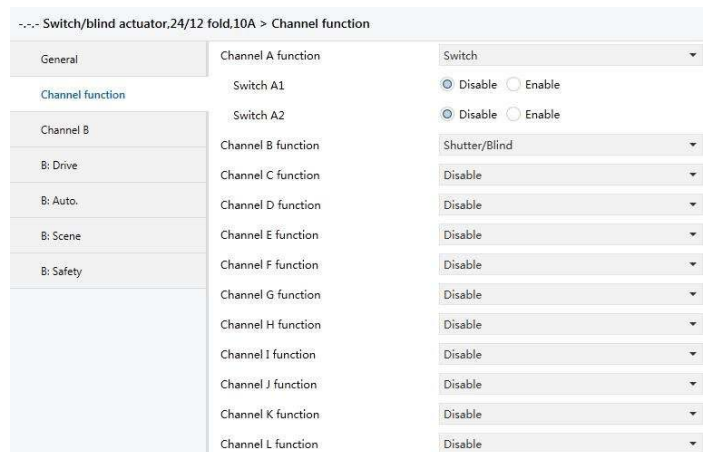 -.-.- Switch/blind actuator,24/12 fold,10A > Channel function
General
Channel function
Channel B
B: Drive
B: Auto.
B: Scene
B: Safety
Channel A function Switch
Switch A1 Disable Enable
Switch A2 Disable Enable
Channel B function Shutter/Blind
Channel C function Disable
Channel D function Disable
Channel E function Disable
Channel F function Disable
Channel G function Disable
Channel H function Disable
Channel I function Disable
Channel J function Disable
Channel K function Disable
Channel L function Disable